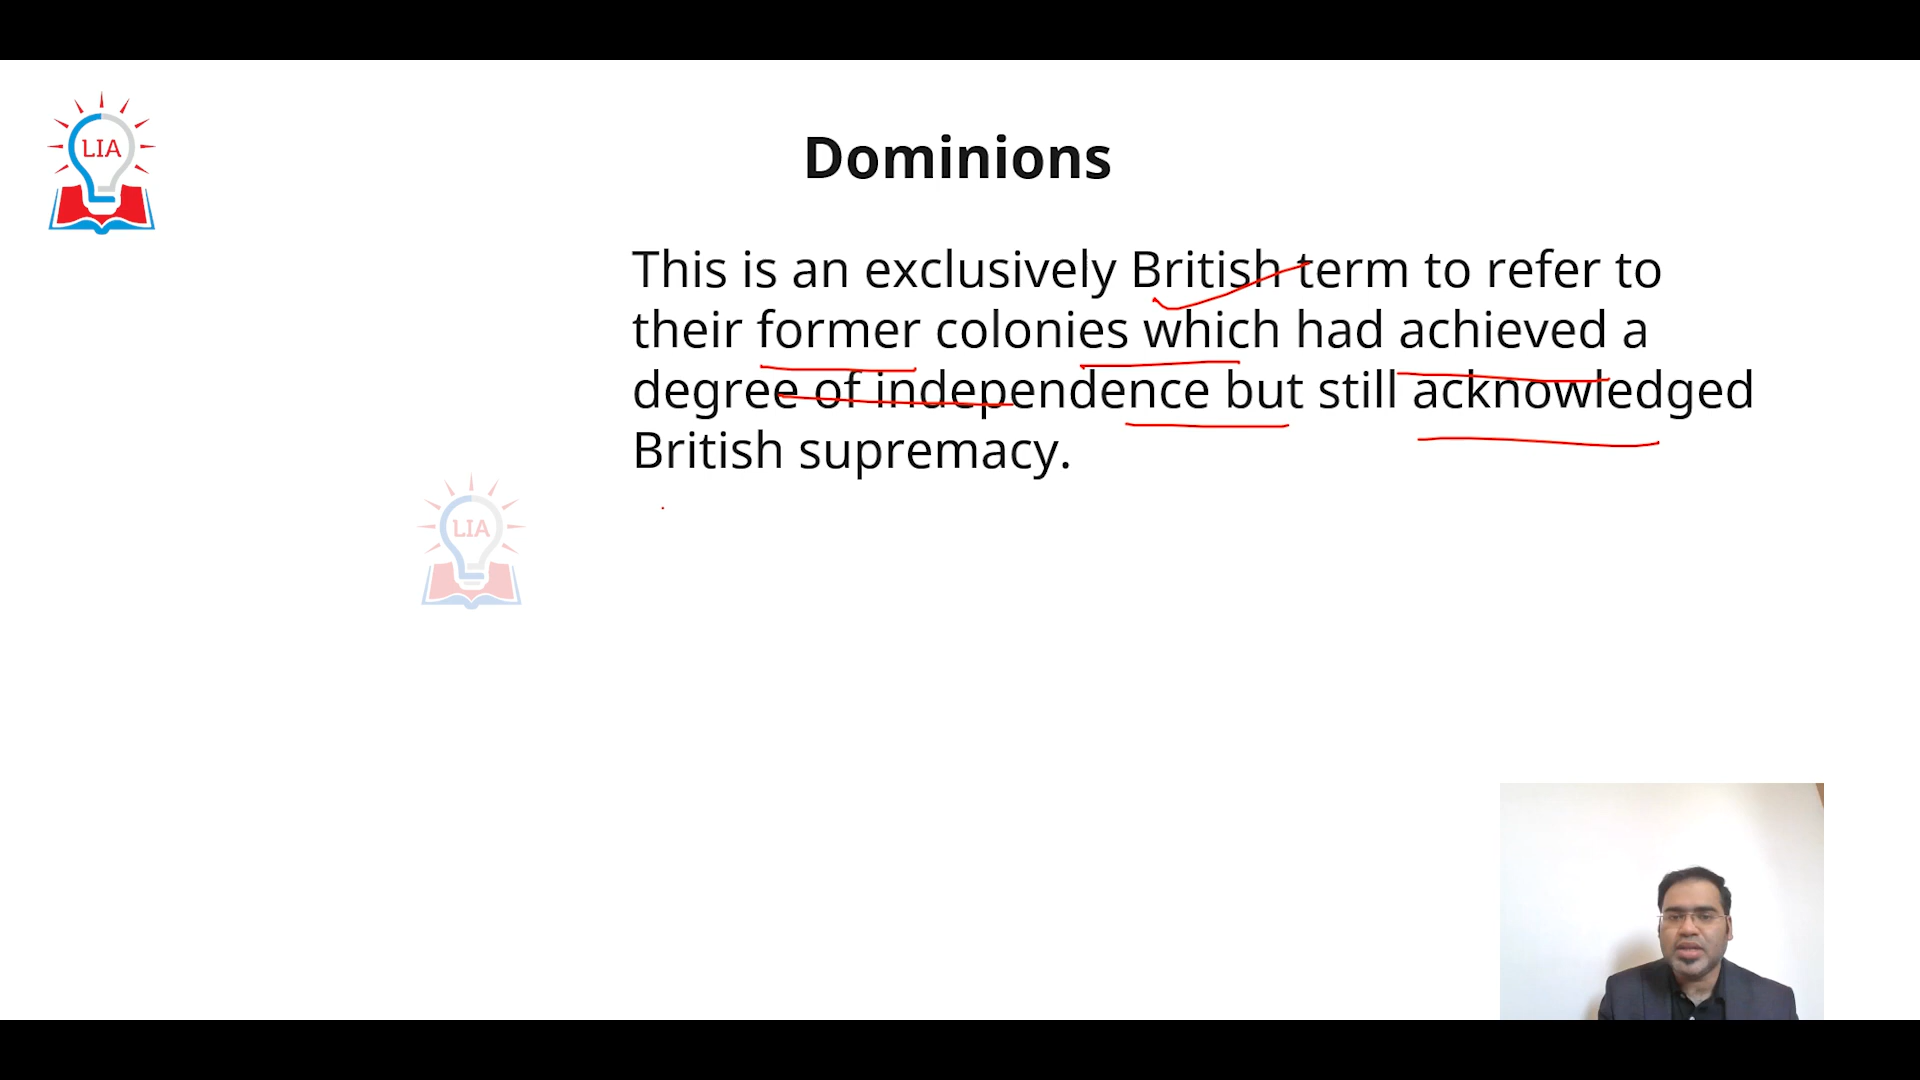 LIA
Dominions
This is an exclusively British term to refer to
their former colonies which had achieved a
degree of independence but still acknowledged
British supremacy.
LIA